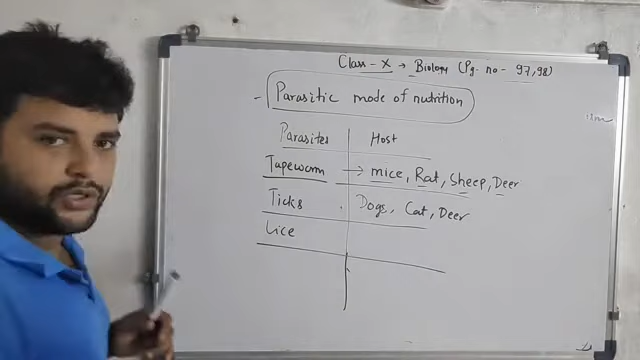 Class-X → Biology (Pg. no - 97,98)
- Parasitic mode of nutrition
Parasites Host
Tapeworm → mice, Rat, Sheep, Deer
Ticks Dogs, Cat, Deer
Lice